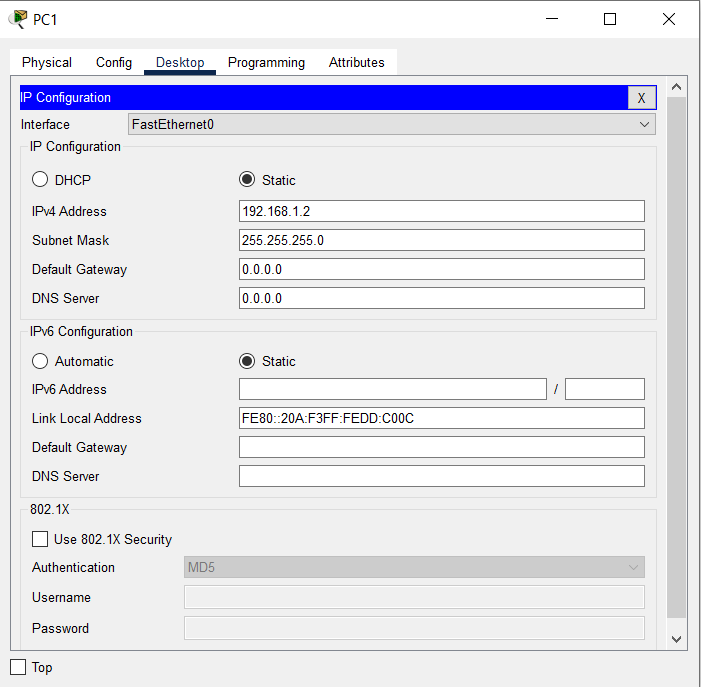 PC1
Physical Config Desktop Programming Attributes
IP Configuration X
Interface FastEthernet0
IP Configuration
DHCP Static
IPv4 Address 192.168.1.2
Subnet Mask 255.255.255.0
Default Gateway 0.0.0.0
DNS Server 0.0.0.0
IPv6 Configuration
Automatic Static
IPv6 Address /
Link Local Address FE80::20A:F3FF:FEDD:C00C
Default Gateway
DNS Server
802.1X
Use 802.1X Security
Authentication MD5
Username
Password
Top